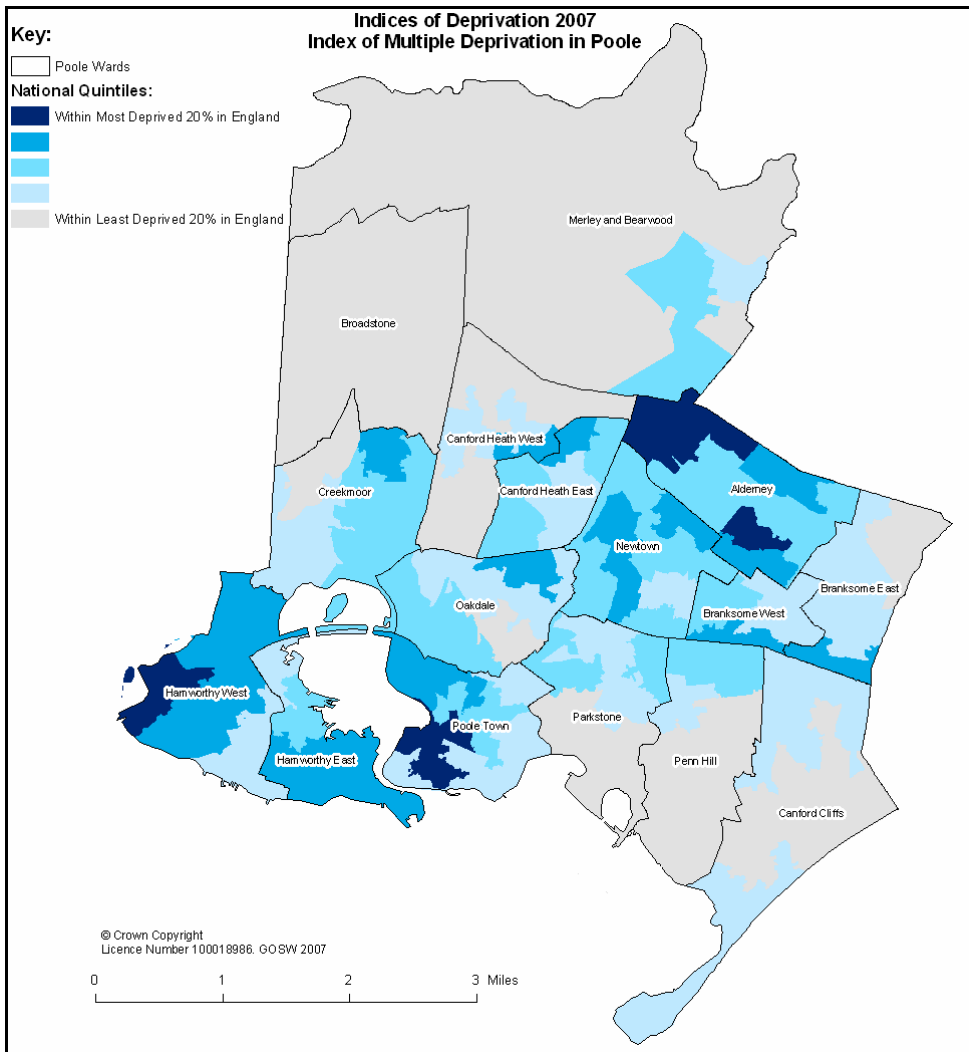 Indices of Deprivation 2007
Index of Multiple Deprivation in Poole
Key:
Poole Wards
National Quintiles:
Within Most Deprived 20% in England
Within Least Deprived 20% in England
Merley and Bearwood
Broadstone
Canford Heath West
Creekmoor
Canford Heath East
Alderney
Newtown
Oakdale
Branksome West
Branksome East
Hamworthy West
Poole Town
Parkstone
Hamworthy East
Penn Hill
Canford Cliffs
© Crown Copyright
Licence Number 100018986. GOSW 2007
0 1 2 3 Miles